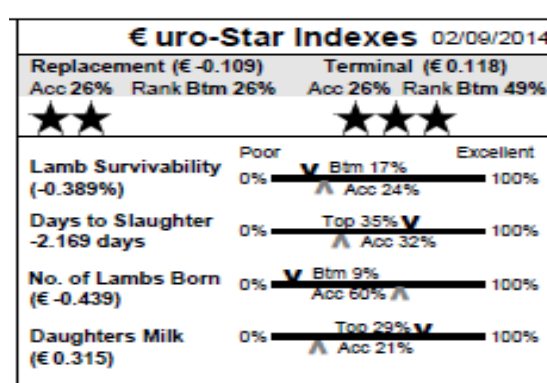 € uro-Star Indexes 02/09/2014
Replacement (€ -0.109) Terminal (€ 0.118)
Acc 26% Rank Btm 26% Acc 26% Rank Btm 49%
Poor Excellent
Lamb Survivability 0% Btm 17% 100%
(-0.389%) Acc 24%
Days to Slaughter 0% Top 35% 100%
-2.169 days Acc 32%
No. of Lambs Born 0% Btm 9% 100%
(€ -0.439) Acc 60%
Daughters Milk 0% Top 29% 100%
(€ 0.315) Acc 21%